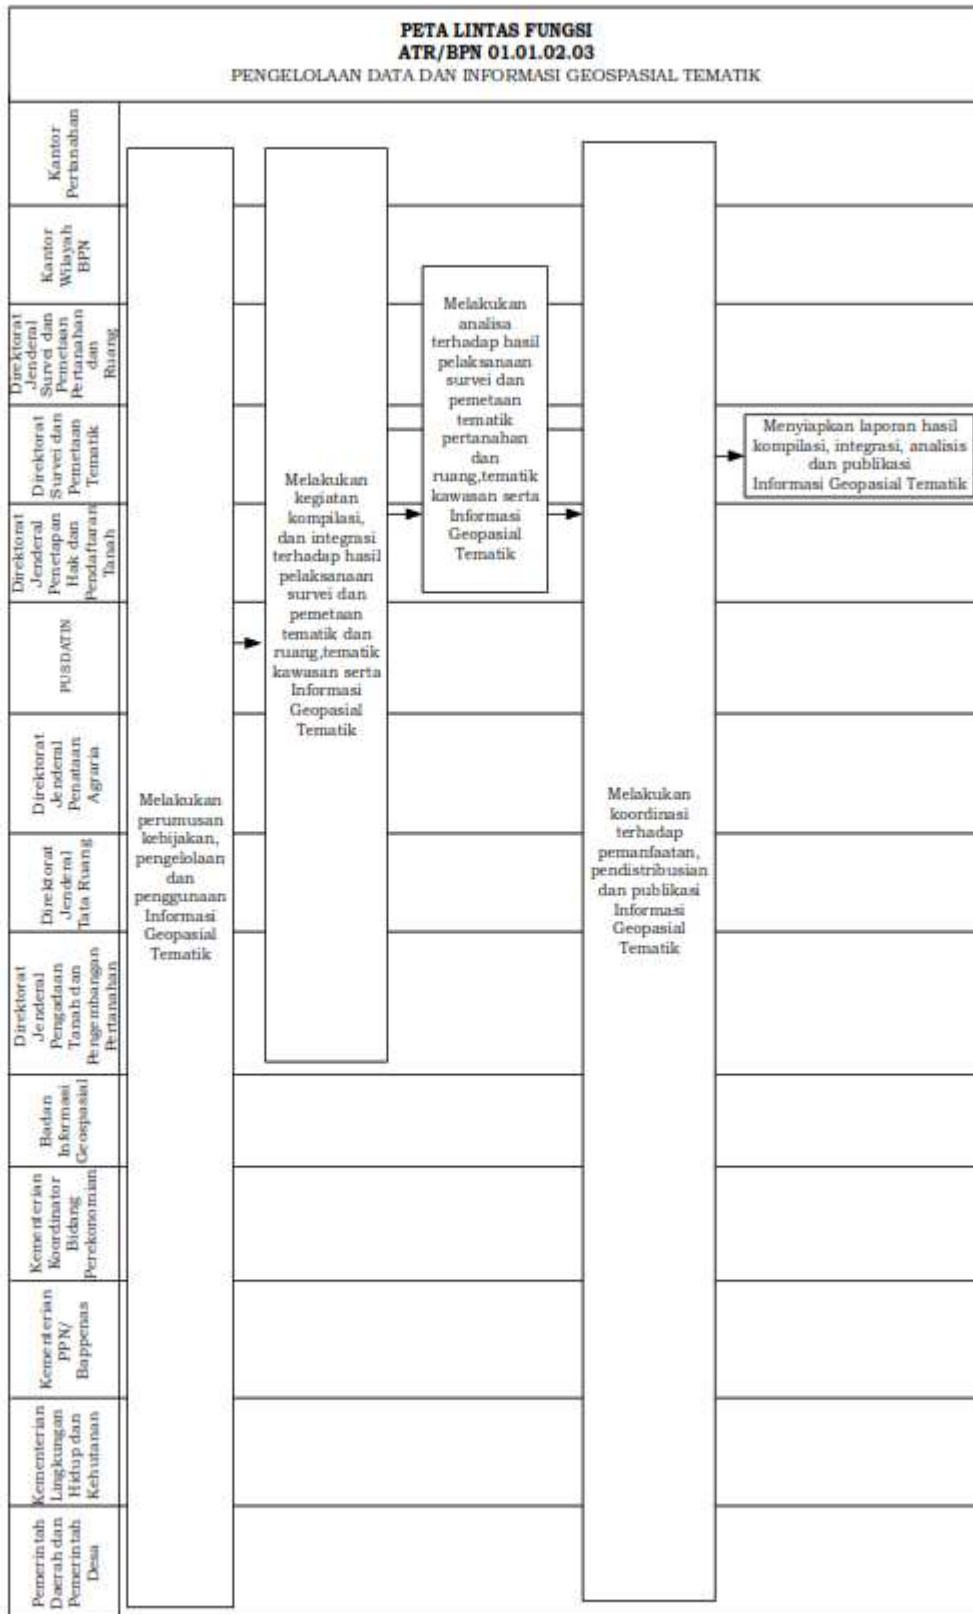 PETA LINTAS FUNGSI
ATR/BPN 01.01.02.03
PENGELOLAAN DATA DAN INFORMASI GEOSPASIAL TEMATIK
Kantor
Pertanahan
Kantor
Wilayah
BPN
Direktorat
Jenderal
Survei dan
Pemetaan
Pertanahan
dan
Ruang
Direktorat
Survei dan
Pemetaan
Tematik
Direktorat
Jenderal
Penetapan
Hak dan
Pendaftaran
Tanah
PUSDATIN
Direktorat
Jenderal
Penataan
Agraria
Direktorat
Jenderal
Tata Ruang
Direktorat
Jenderal
Pengadaan
Tanah dan
Pengembangan
Pertanahan
Badan
Informasi
Geospasial
Kementerian
Koordinator
Bidang
Perekonomian
Kementerian
PPN/
Bappenas
Kementerian
Lingkungan
Hidup dan
Kehutanan
Pemerintah
Daerah dan
Pemerintah
Desa
Melakukan
perumusan
kebijakan,
pengelolaan
dan
penggunaan
Informasi
Geopasial
Tematik
Melakukan
kegiatan
kompilasi,
dan integrasi
terhadap hasil
pelaksanaan
survei dan
pemetaan
tematik dan
ruang,tematik
kawasan serta
Informasi
Geopasial
Tematik
Melakukan
analisa
terhadap hasil
pelaksanaan
survei dan
pemetaan
tematik
pertanahan
dan
ruang,tematik
kawasan serta
Informasi
Geopasial
Tematik
Melakukan
koordinasi
terhadap
pemanfaatan,
pendistribusian
dan publikasi
Informasi
Geopasial
Tematik
Menyiapkan laporan hasil
kompilasi, integrasi, analisis
dan publikasi
Informasi Geopasial Tematik